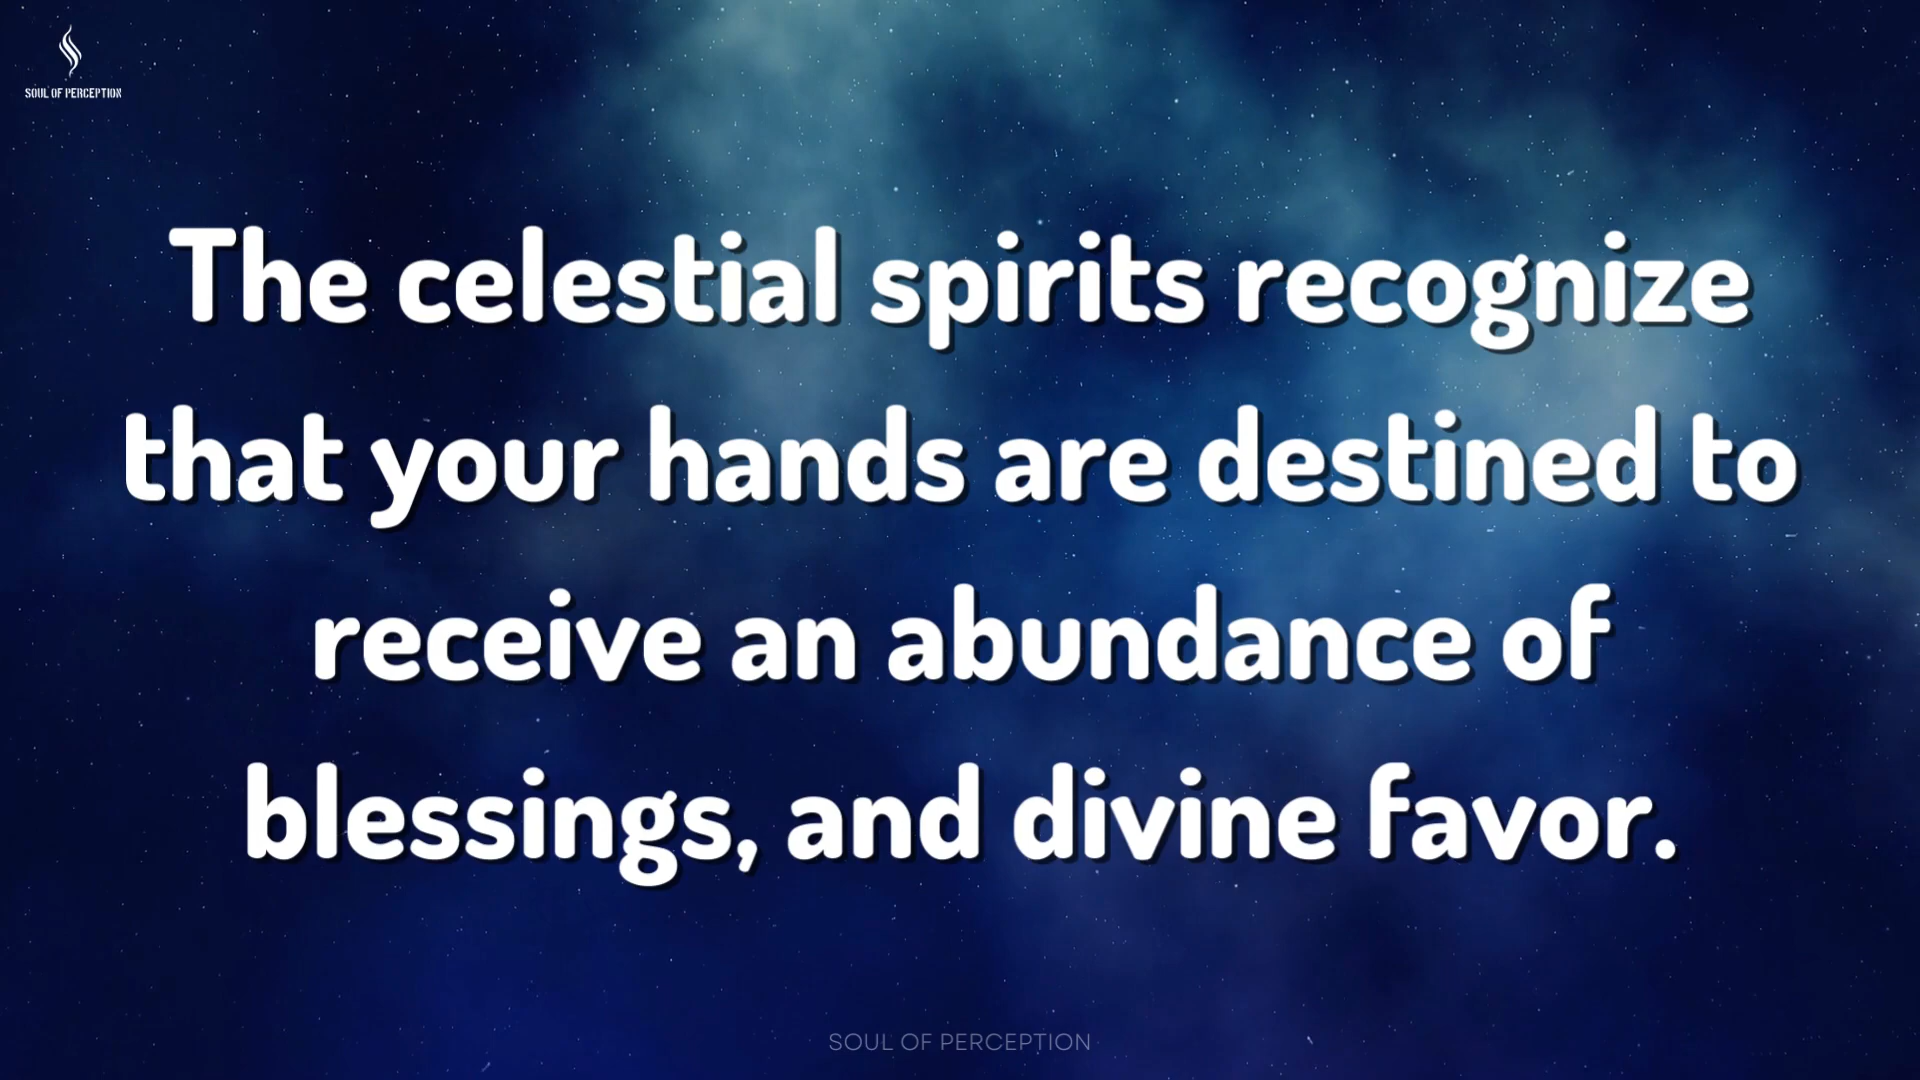 SOUL OF PERCEPTION
The celestial spirits recognize
that your hands are destined to
receive an abundance of
blessings, and divine favor.
SOUL OF PERCEPTION